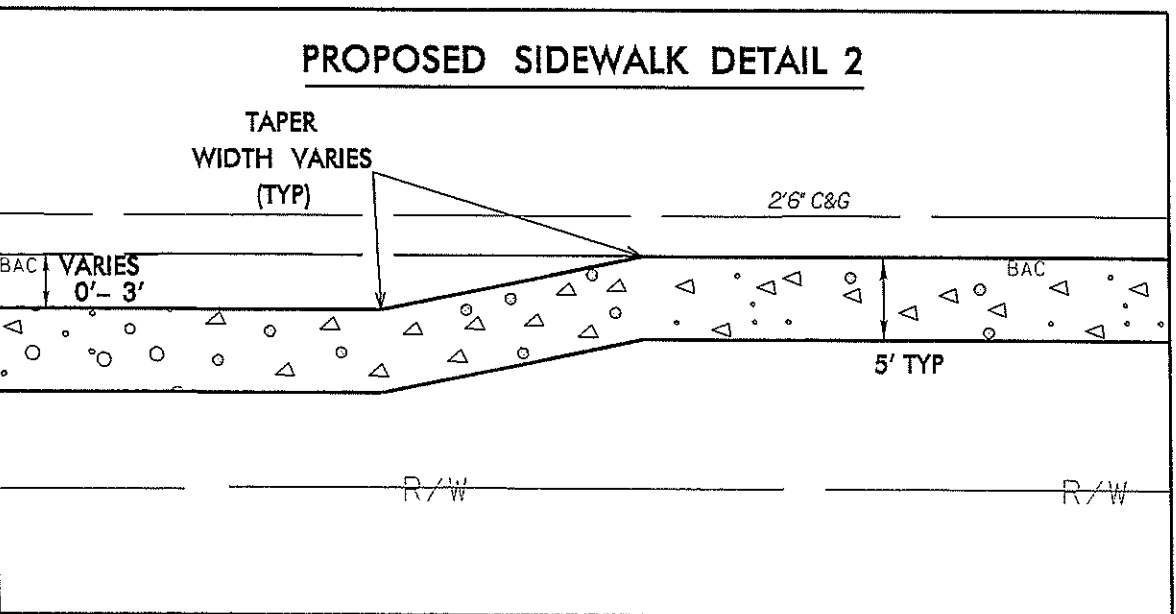 PROPOSED SIDEWALK DETAIL 2
TAPER
WIDTH VARIES
(TYP)
2'6" C&G
BAC
VARIES
0'- 3'
BAC
5' TYP
R/W
R/W